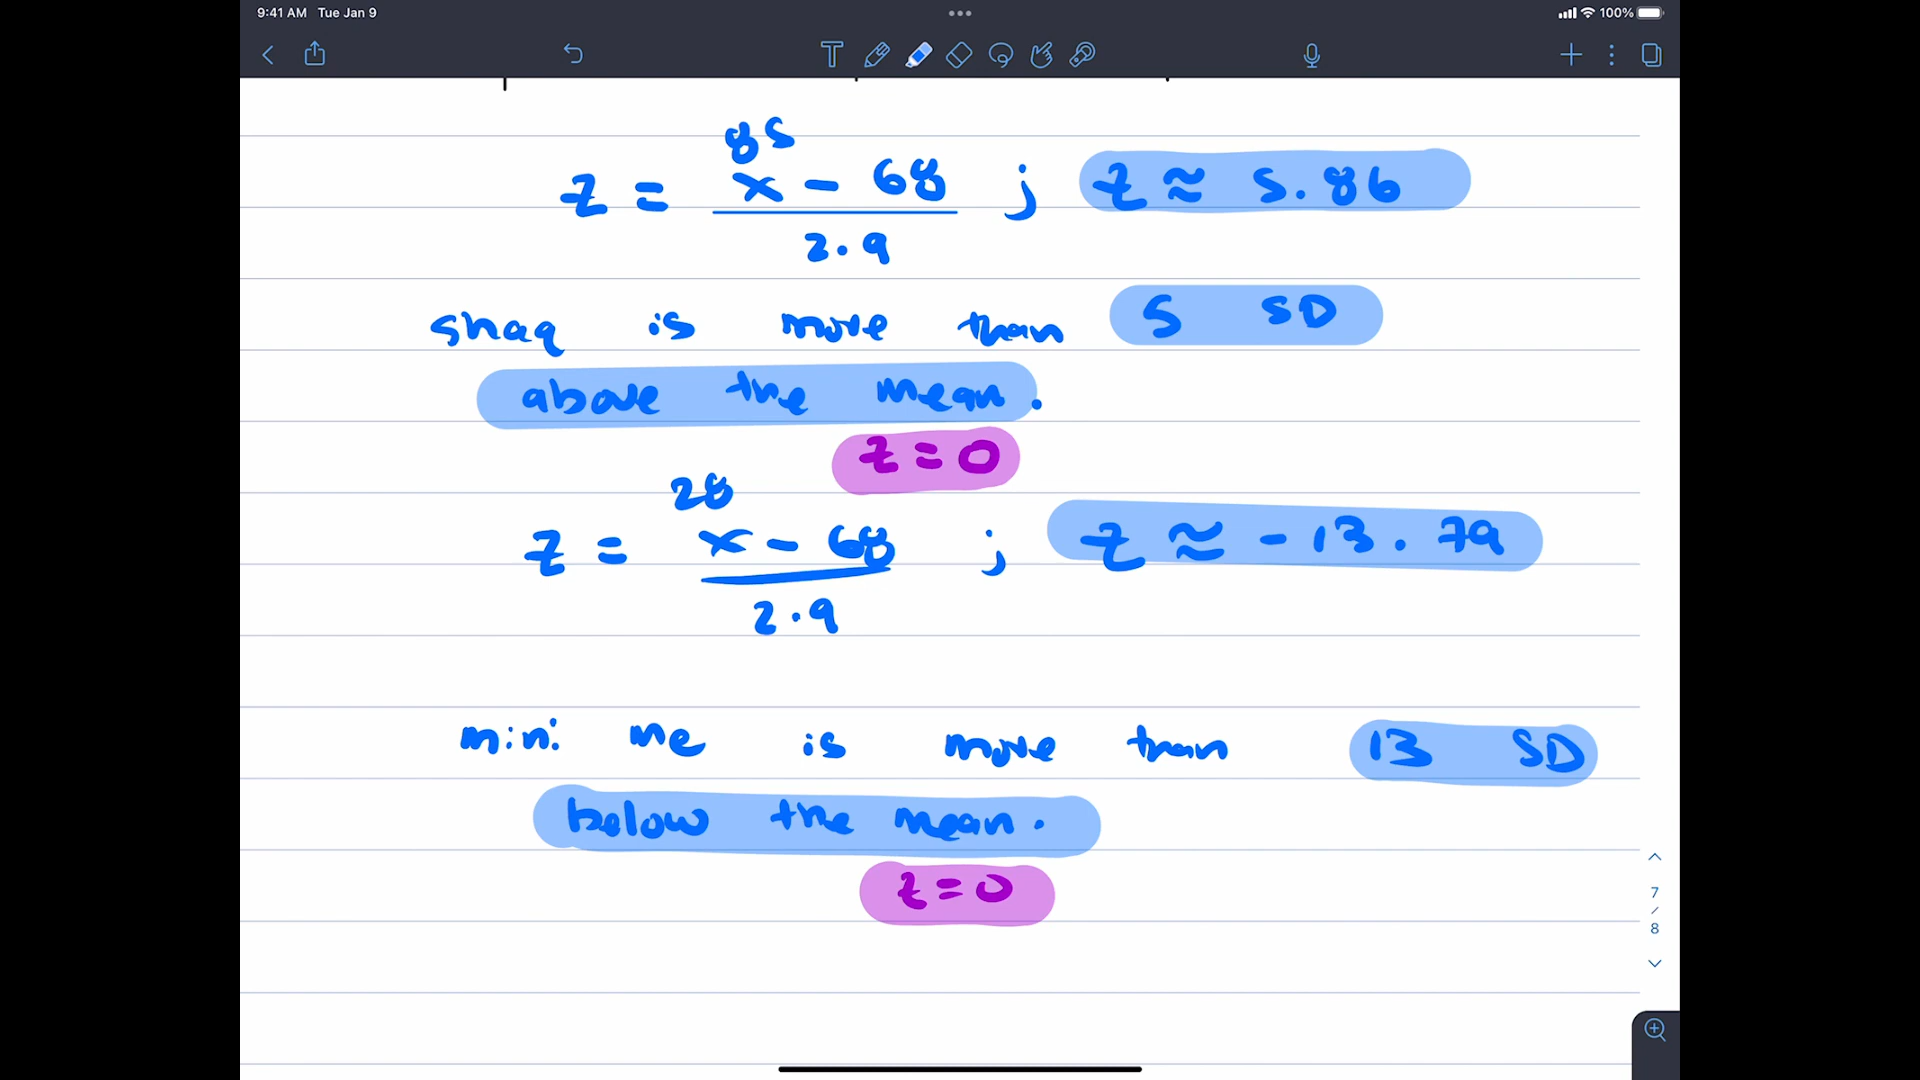 9:41 AM Tue Jan 9
100%
85
z = x - 68 ; z ≈ 5.86
2.9
shaq is more than 5 SD
above the mean.
z = 0
28
z = x - 68 ; z ≈ -13.79
2.9
mini me is more than 13 SD
below the mean.
z = 0
7
/
8